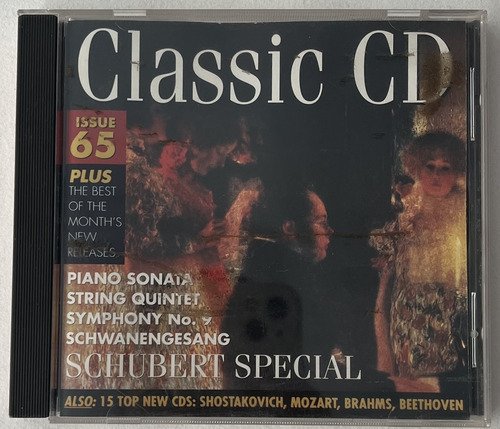 Classic CD
ISSUE
65
PLUS
THE BEST
OF THE
MONTH'S
NEW
RELEASES
PIANO SONATA
STRING QUINTET
SYMPHONY No. 9
SCHWANENGESANG
SCHUBERT SPECIAL
ALSO: 15 TOP NEW CDS: SHOSTAKOVICH, MOZART, BRAHMS, BEETHOVEN